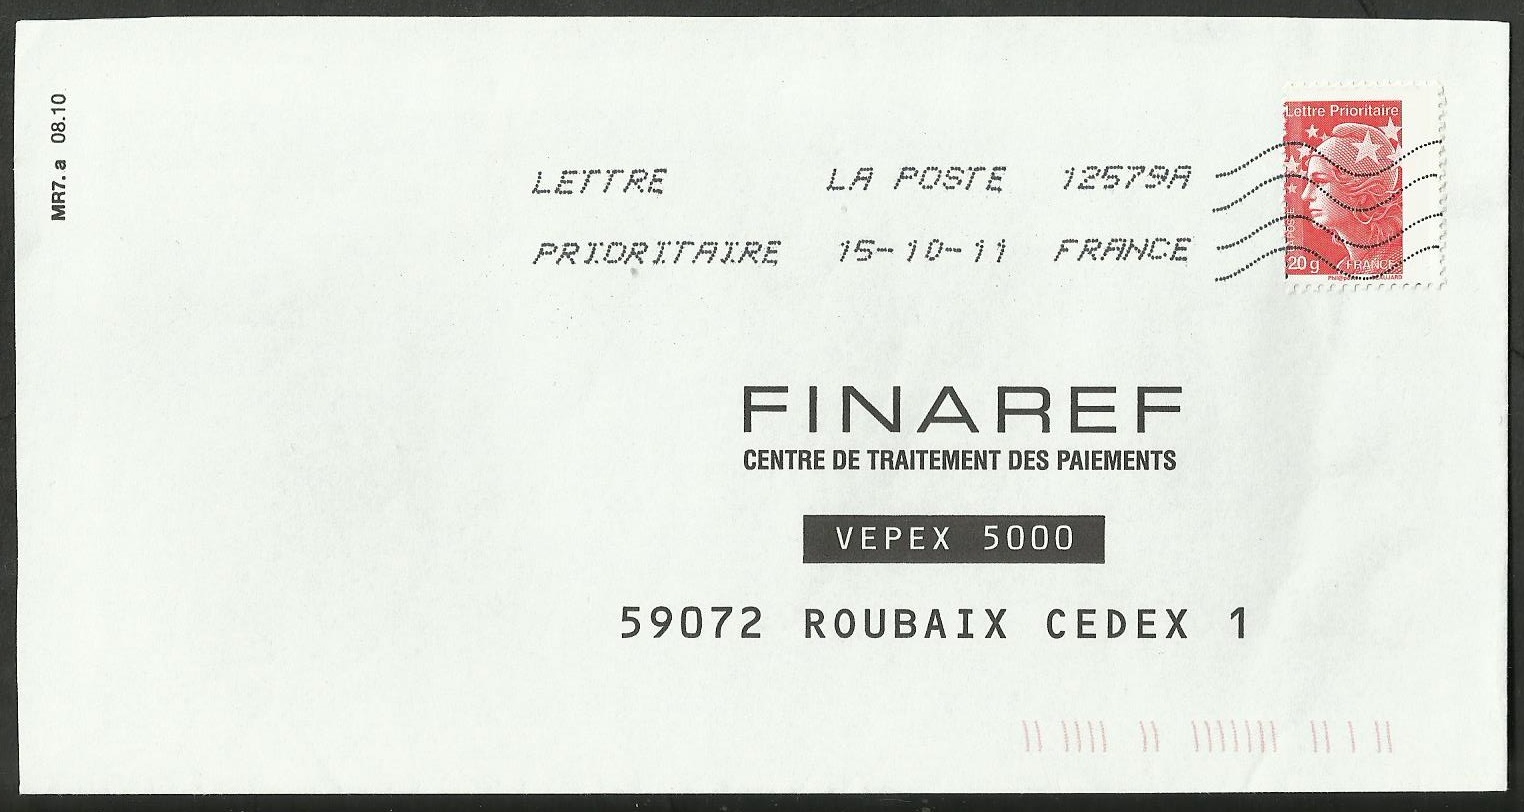 MR7. a 08.10
Lettre Prioritaire
LETTRE LA POSTE 12579A
PRIORITAIRE 15-10-11 FRANCE
20 g FRANCE
FINAREF
CENTRE DE TRAITEMENT DES PAIEMENTS
VEPEX 5000
59072 ROUBAIX CEDEX 1